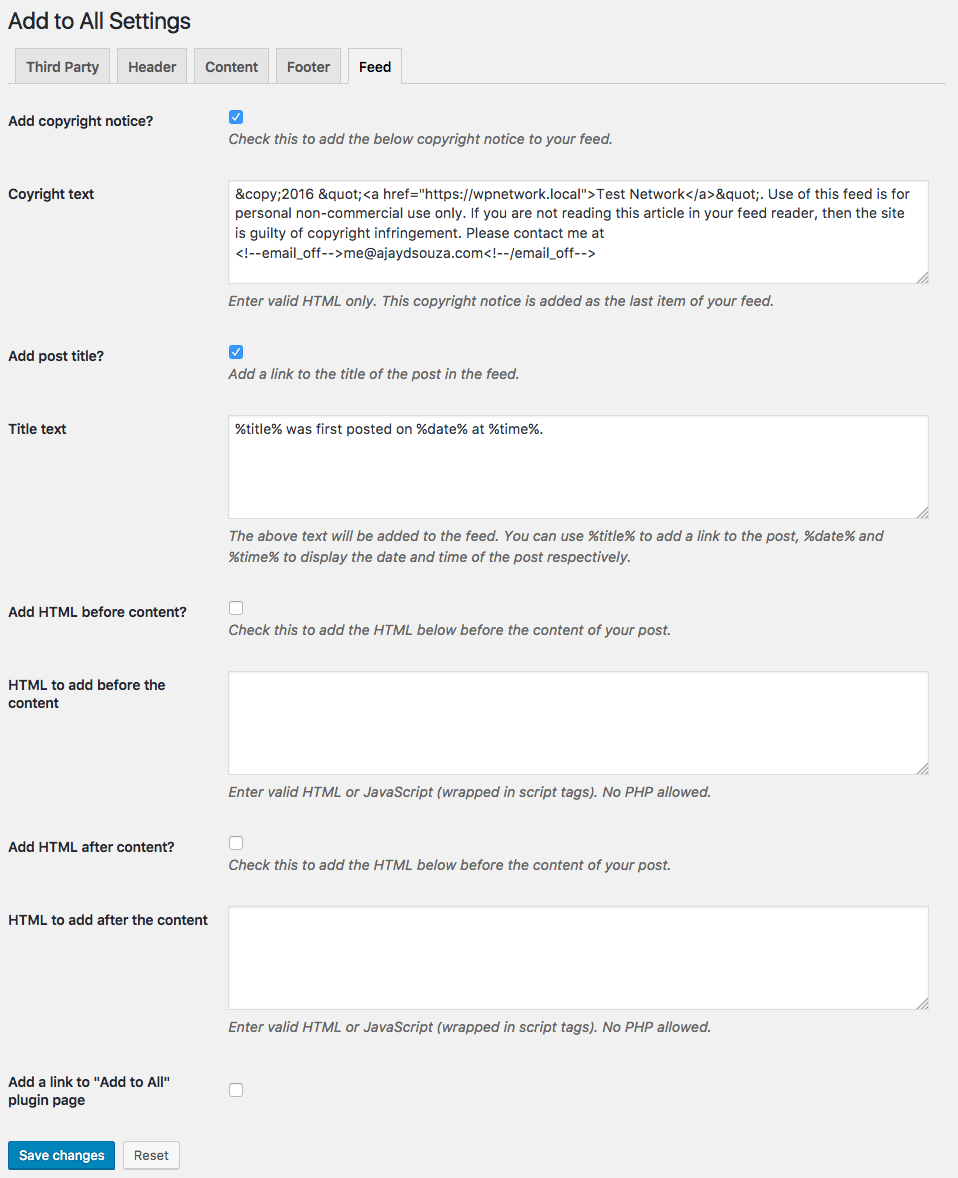 Add to All Settings
Third Party Header Content Footer Feed
Add copyright notice?
Check this to add the below copyright notice to your feed.
Coyright text
&copy;2016 &quot;<a href="https://wpnetwork.local">Test Network</a>&quot;. Use of this feed is for
personal non-commercial use only. If you are not reading this article in your feed reader, then the site
is guilty of copyright infringement. Please contact me at
<!--email_off-->me@ajaydsouza.com<!--/email_off-->
Enter valid HTML only. This copyright notice is added as the last item of your feed.
Add post title?
Add a link to the title of the post in the feed.
Title text
%title% was first posted on %date% at %time%.
The above text will be added to the feed. You can use %title% to add a link to the post, %date% and
%time% to display the date and time of the post respectively.
Add HTML before content?
Check this to add the HTML below before the content of your post.
HTML to add before the
content
Enter valid HTML or JavaScript (wrapped in script tags). No PHP allowed.
Add HTML after content?
Check this to add the HTML below before the content of your post.
HTML to add after the content
Enter valid HTML or JavaScript (wrapped in script tags). No PHP allowed.
Add a link to "Add to All"
plugin page
Save changes Reset